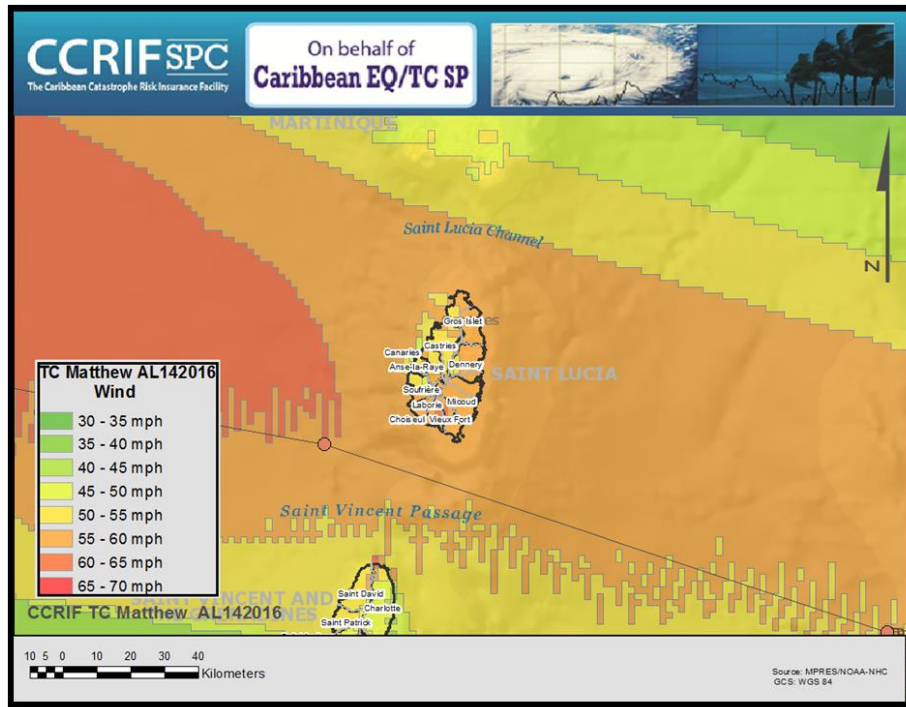 CCRIF SPC
The Caribbean Catastrophe Risk Insurance Facility
On behalf of
Caribbean EQ/TC SP
MARTINIQUE
Saint Lucia Channel
Gros Islet
Castries
Canaries
Anse-la-Raye
Dennery
SAINT LUCIA
Soufrière
Laborie
Micoud
Choiseul
Vieux Fort
N
TC Matthew AL142016
Wind
30 - 35 mph
35 - 40 mph
40 - 45 mph
45 - 50 mph
50 - 55 mph
55 - 60 mph
60 - 65 mph
65 - 70 mph
Saint Vincent Passage
Saint David
Charlotte
Saint Patrick
SAINT VINCENT AND
CCRIF TC Matthew AL142016
10 5 0 10 20 30 40
Kilometers
Source: MPRES/NOAA-NHC
GCS: WGS 84